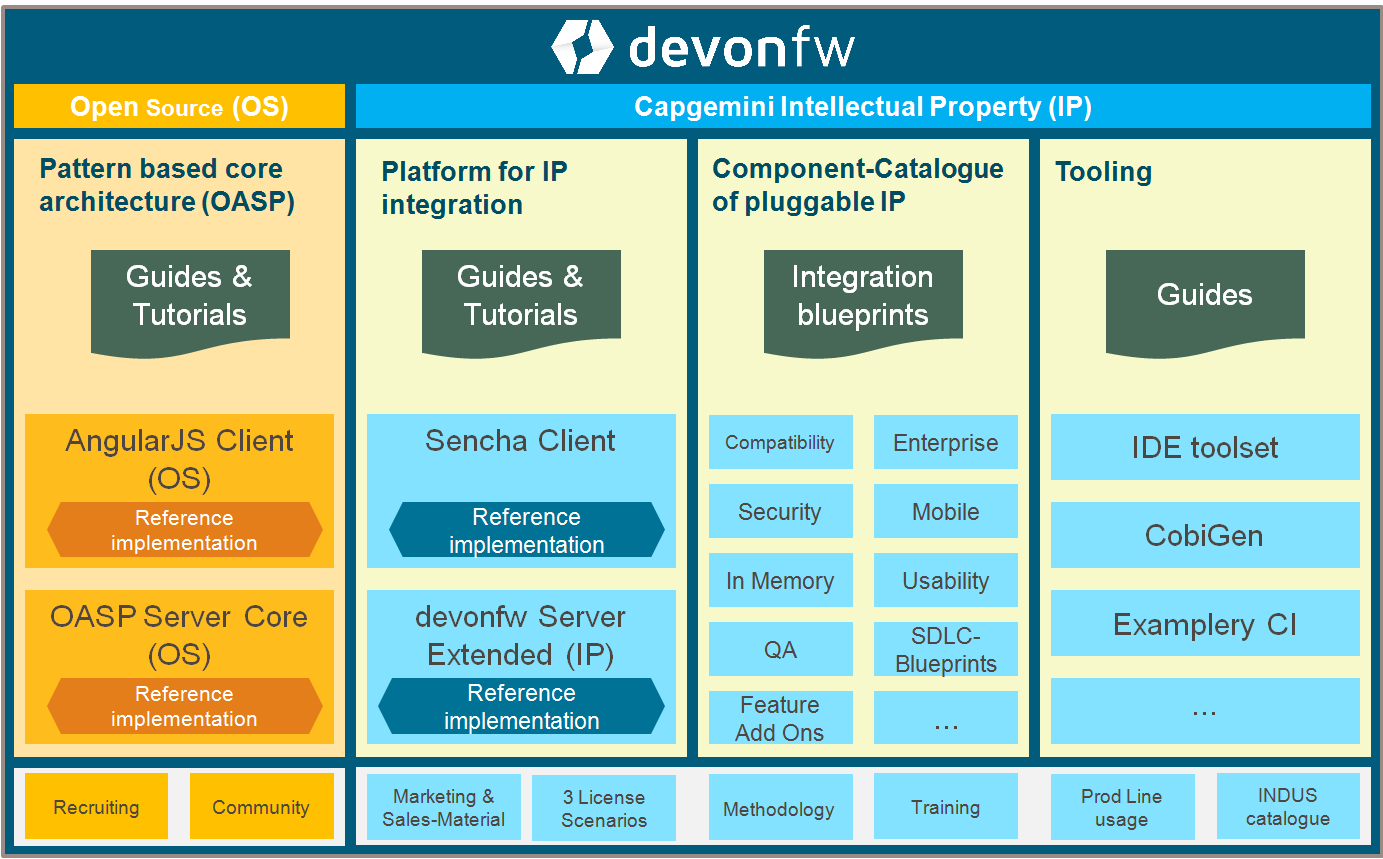 devonfw
Open Source (OS)
Capgemini Intellectual Property (IP)
Pattern based core
architecture (OASP)
Guides &
Tutorials
AngularJS Client
(OS)
Reference
implementation
OASP Server Core
(OS)
Reference
implementation
Platform for IP
integration
Guides &
Tutorials
Sencha Client
Reference
implementation
devonfw Server
Extended (IP)
Reference
implementation
Component-Catalogue
of pluggable IP
Integration
blueprints
Compatibility
Enterprise
Security
Mobile
In Memory
Usability
QA
SDLC-
Blueprints
Feature
Add Ons
...
Tooling
Guides
IDE toolset
CobiGen
Examplery CI
...
Recruiting
Community
Marketing &
Sales-Material
3 License
Scenarios
Methodology
Training
Prod Line
usage
INDUS
catalogue